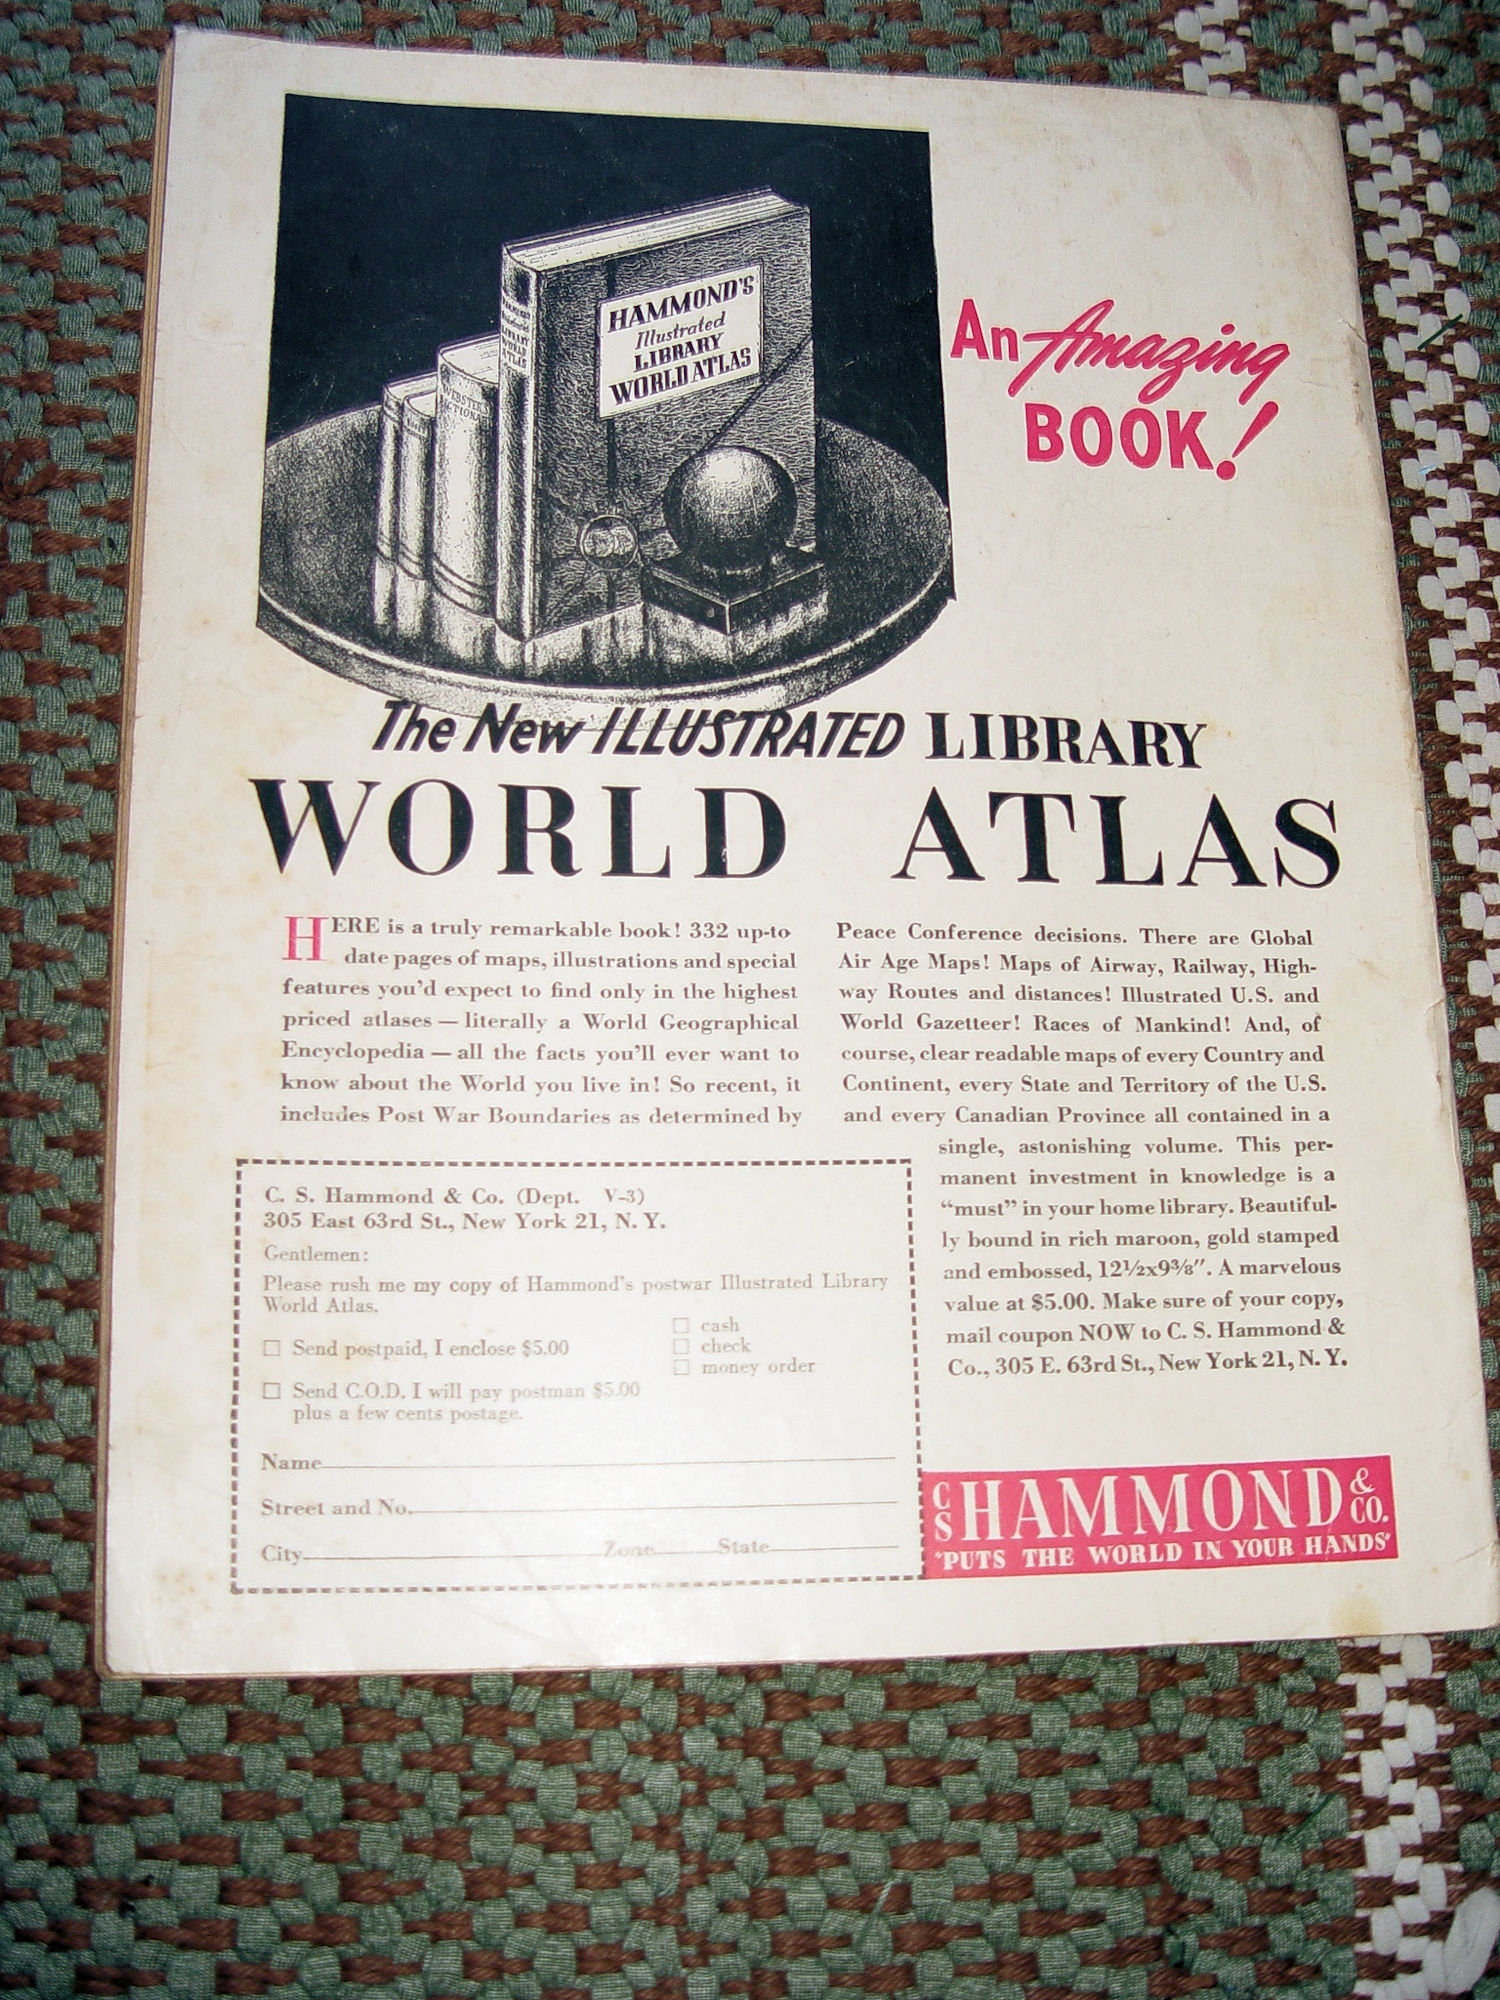 HAMMOND'S
Illustrated
LIBRARY
WORLD ATLAS
LIBRARY
WORLD
ATLAS
WEBSTER'S
An Amazing
BOOK!
The New ILLUSTRATED LIBRARY
WORLD ATLAS
HERE is a truly remarkable book! 332 up-to
date pages of maps, illustrations and special
features you'd expect to find only in the highest
priced atlases — literally a World Geographical
Encyclopedia — all the facts you'll ever want to
know about the World you live in! So recent, it
includes Post War Boundaries as determined by
Peace Conference decisions. There are Global
Air Age Maps! Maps of Airway, Railway, High-
way Routes and distances! Illustrated U.S. and
World Gazetteer! Races of Mankind! And, of
course, clear readable maps of every Country and
Continent, every State and Territory of the U.S.
and every Canadian Province all contained in a
single, astonishing volume. This per-
manent investment in knowledge is a
"must" in your home library. Beautiful-
ly bound in rich maroon, gold stamped
and embossed, 12½x9⅜". A marvelous
value at $5.00. Make sure of your copy,
mail coupon NOW to C. S. Hammond &
Co., 305 E. 63rd St., New York 21, N. Y.
C. S. Hammond & Co. (Dept. V-3)
305 East 63rd St., New York 21, N. Y.
Gentlemen:
Please rush me my copy of Hammond's postwar Illustrated Library
World Atlas.
□ Send postpaid, I enclose $5.00
□ cash
□ check
□ money order
□ Send C.O.D. I will pay postman $5.00
plus a few cents postage.
Name
Street and No.
City Zone State
CS HAMMOND & CO.
"PUTS THE WORLD IN YOUR HANDS"